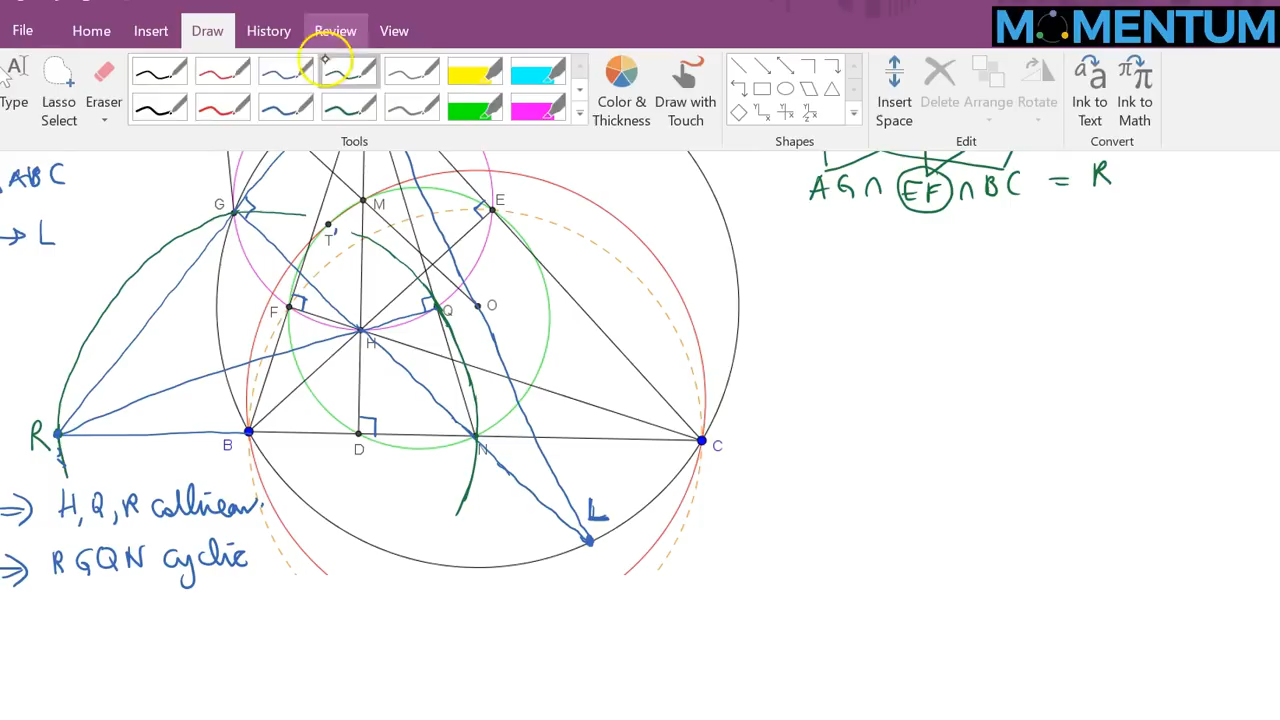 File Home Insert Draw History Review View
MOMENTUM
Type Lasso Select Eraser Color & Thickness Draw with Touch Insert Space Delete Arrange Rotate Ink to Text Ink to Math
Tools Shapes Edit Convert
ABC
→ L
AG ∩ EF ∩ BC = R
G M E
T'
F Q O
H
R B D N C
L
⇒ H, Q, R collinear
⇒ RGQN cyclic